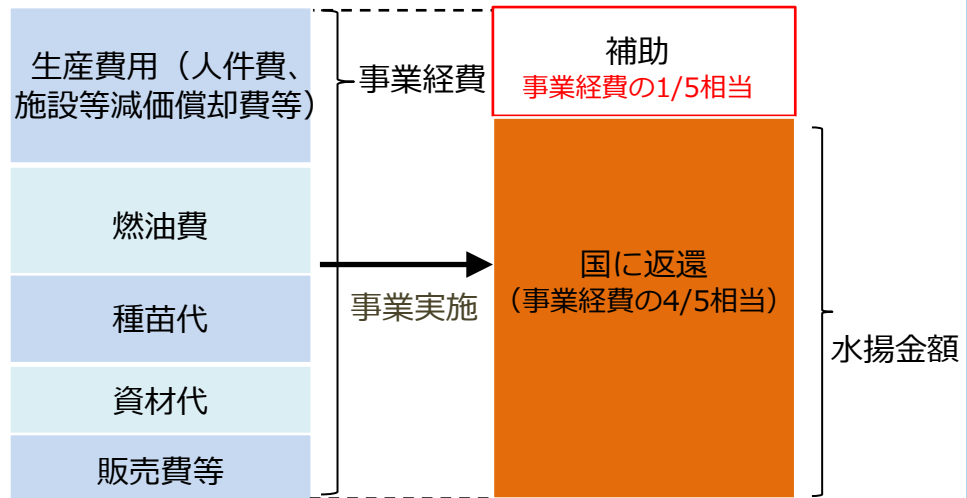 生産費用（人件費、
施設等減価償却費等）
燃油費
種苗代
資材代
販売費等
事業経費
事業実施
補助
事業経費の1/5相当
国に返還
（事業経費の4/5相当）
水揚金額